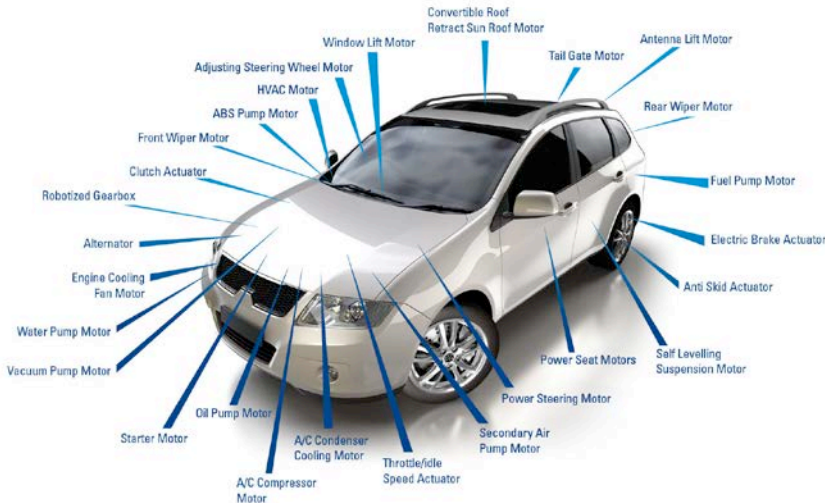 Convertible Roof
Retract Sun Roof Motor
Window Lift Motor
Tail Gate Motor
Antenna Lift Motor
Adjusting Steering Wheel Motor
HVAC Motor
ABS Pump Motor
Rear Wiper Motor
Front Wiper Motor
Clutch Actuator
Fuel Pump Motor
Robotized Gearbox
Alternator
Electric Brake Actuator
Engine Cooling
Fan Motor
Anti Skid Actuator
Water Pump Motor
Vacuum Pump Motor
Power Seat Motors
Self Levelling
Suspension Motor
Oil Pump Motor
Power Steering Motor
Starter Motor
A/C Condenser
Cooling Motor
Secondary Air
Pump Motor
Throttle/idle
Speed Actuator
A/C Compressor
Motor